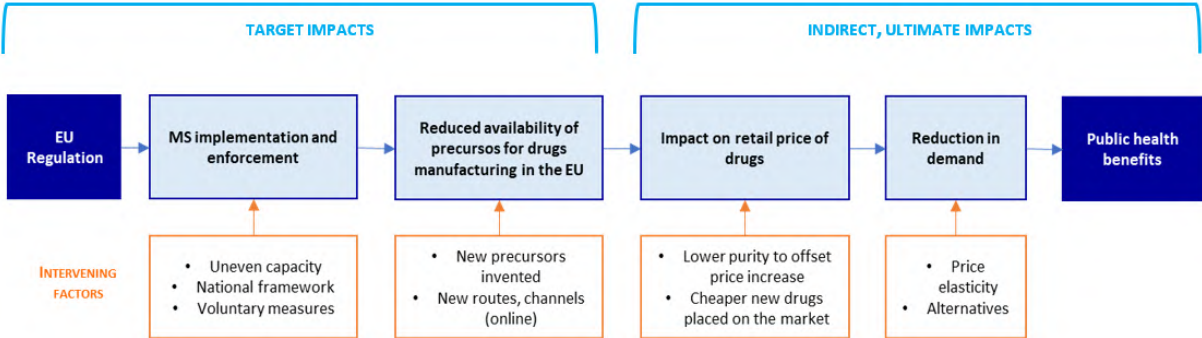 TARGET IMPACTS
INDIRECT, ULTIMATE IMPACTS
EU
Regulation
MS implementation and
enforcement
Reduced availability of
precursos for drugs
manufacturing in the EU
Impact on retail price of
drugs
Reduction in
demand
Public health
benefits
INTERVENING
FACTORS
• Uneven capacity
• National framework
• Voluntary measures
• New precursors
invented
• New routes, channels
(online)
• Lower purity to offset
price increase
• Cheaper new drugs
placed on the market
• Price
elasticity
• Alternatives